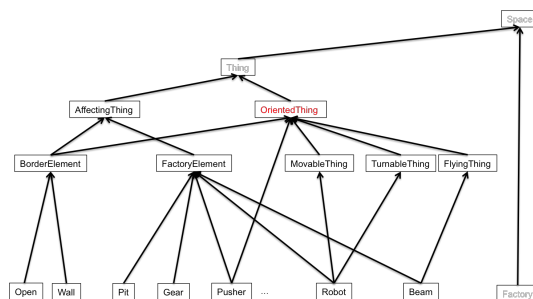 Space
Thing
AffectingThing
OrientedThing
BorderElement
FactoryElement
MovableThing
TurnableThing
FlyingThing
Open
Wall
Pit
Gear
Pusher
...
Robot
Beam
Factory